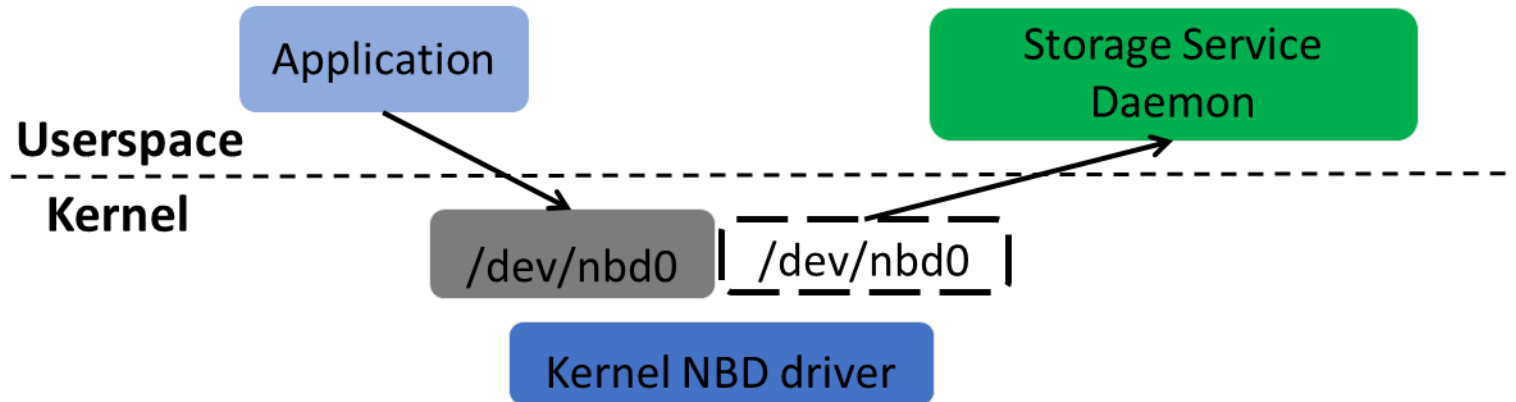 Application
Storage Service
Daemon
Userspace
Kernel
/dev/nbd0
/dev/nbd0
Kernel NBD driver